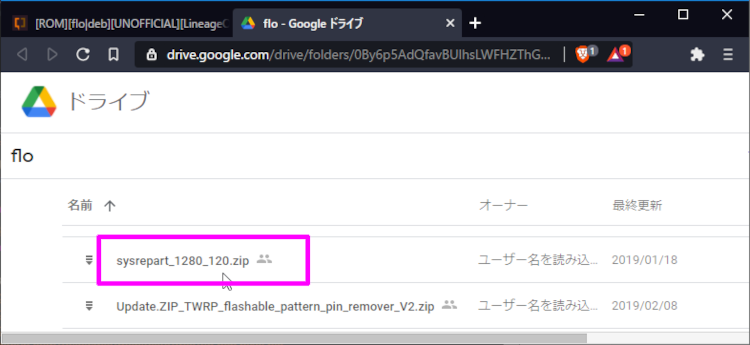 [ROM][flo|deb][UNOFFICIAL][LineageO
flo - Google ドライブ
drive.google.com/drive/folders/0By6p5AdQfavBUlhsLWFHZThG...
1
1
ドライブ
flo
名前 オーナー 最終更新
sysrepart_1280_120.zip ユーザー名を読み込... 2019/01/18
Update.ZIP_TWRP_flashable_pattern_pin_remover_V2.zip ユーザー名を読み込... 2019/02/08